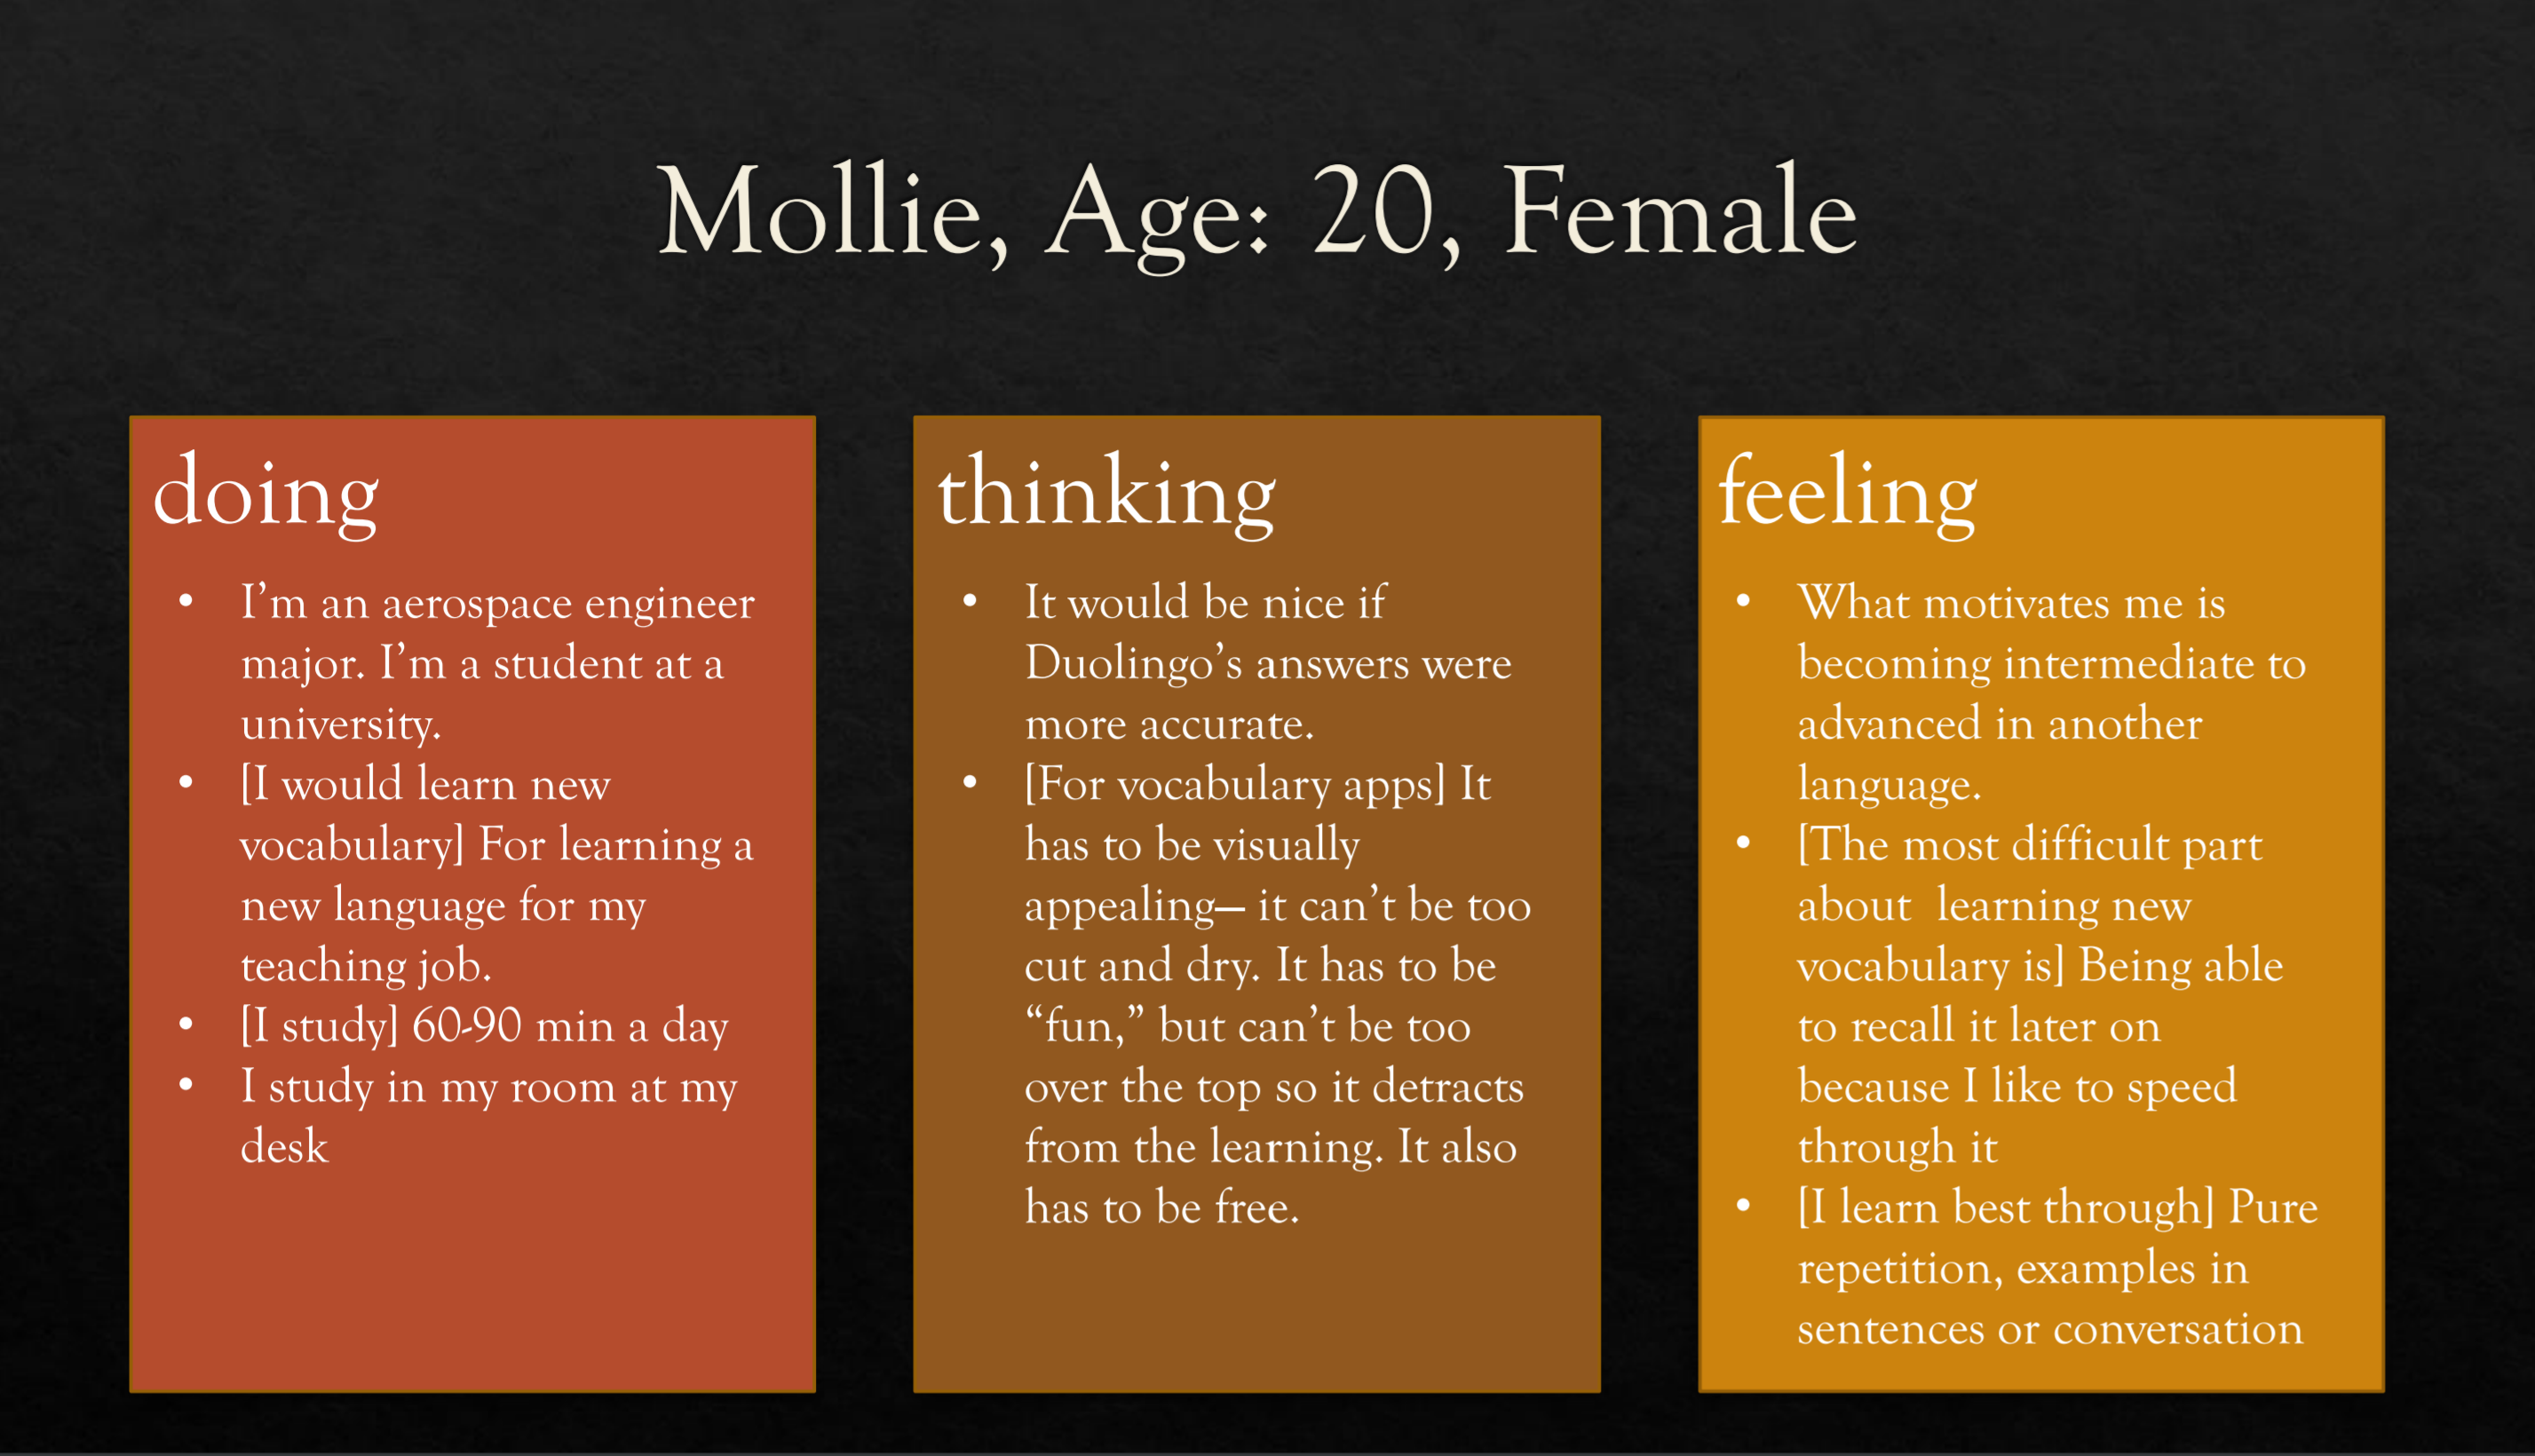 Mollie, Age: 20, Female
doing
• I’m an aerospace engineer
major. I’m a student at a
university.
• [I would learn new
vocabulary] For learning a
new language for my
teaching job.
• [I study] 60-90 min a day
• I study in my room at my
desk
thinking
• It would be nice if
Duolingo’s answers were
more accurate.
• [For vocabulary apps] It
has to be visually
appealing— it can’t be too
cut and dry. It has to be
“fun,” but can’t be too
over the top so it detracts
from the learning. It also
has to be free.
feeling
• What motivates me is
becoming intermediate to
advanced in another
language.
• [The most difficult part
about  learning new
vocabulary is] Being able
to recall it later on
because I like to speed
through it
• [I learn best through] Pure
repetition, examples in
sentences or conversation